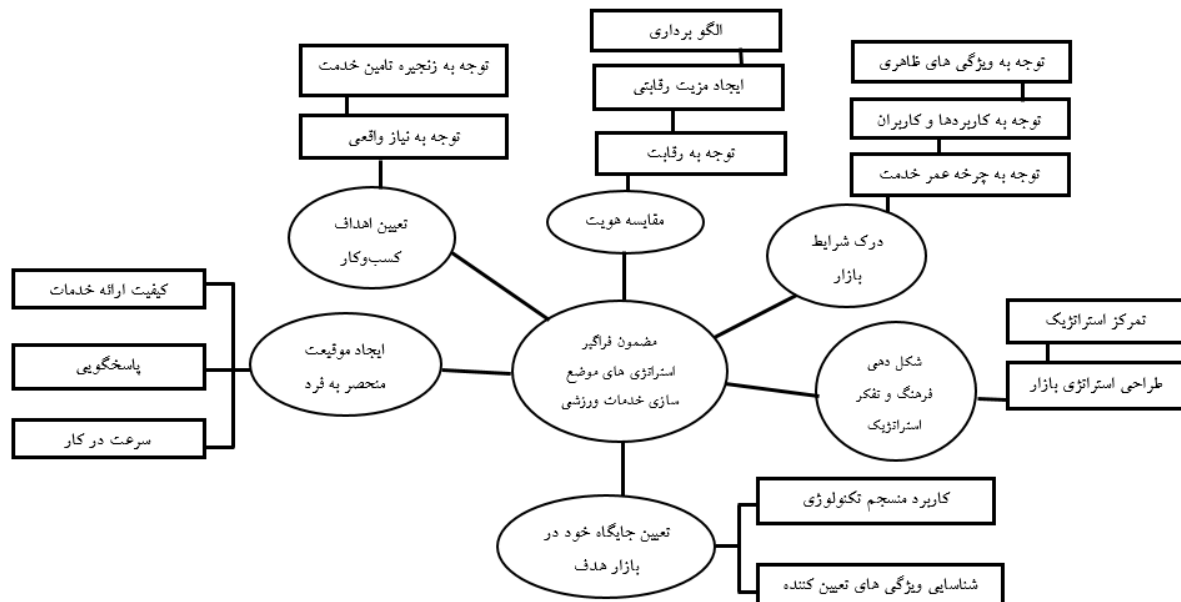 الگو برداری
ایجاد مزیت رقابتی
توجه به رقابت
مقایسه هویت
توجه به ویژگی های ظاهری
توجه به کاربردها و کاربران
توجه به چرخه عمر خدمت
درک شرایط
بازار
توجه به زنجیره تامین خدمت
توجه به نیاز واقعی
تعیین اهداف
کسب‌وکار
مضمون فراگیر
استراتژی های موضع
سازی خدمات ورزشی
تمرکز استراتژیک
طراحی استراتژی بازار
شکل دهی
فرهنگ و تفکر
استراتژیک
ایجاد موقیعت
منحصر به فرد
کیفیت ارائه خدمات
پاسخگویی
سرعت در کار
تعیین جایگاه خود در
بازار هدف
کاربرد منسجم تکنولوژی
شناسایی ویژگی های تعیین کننده